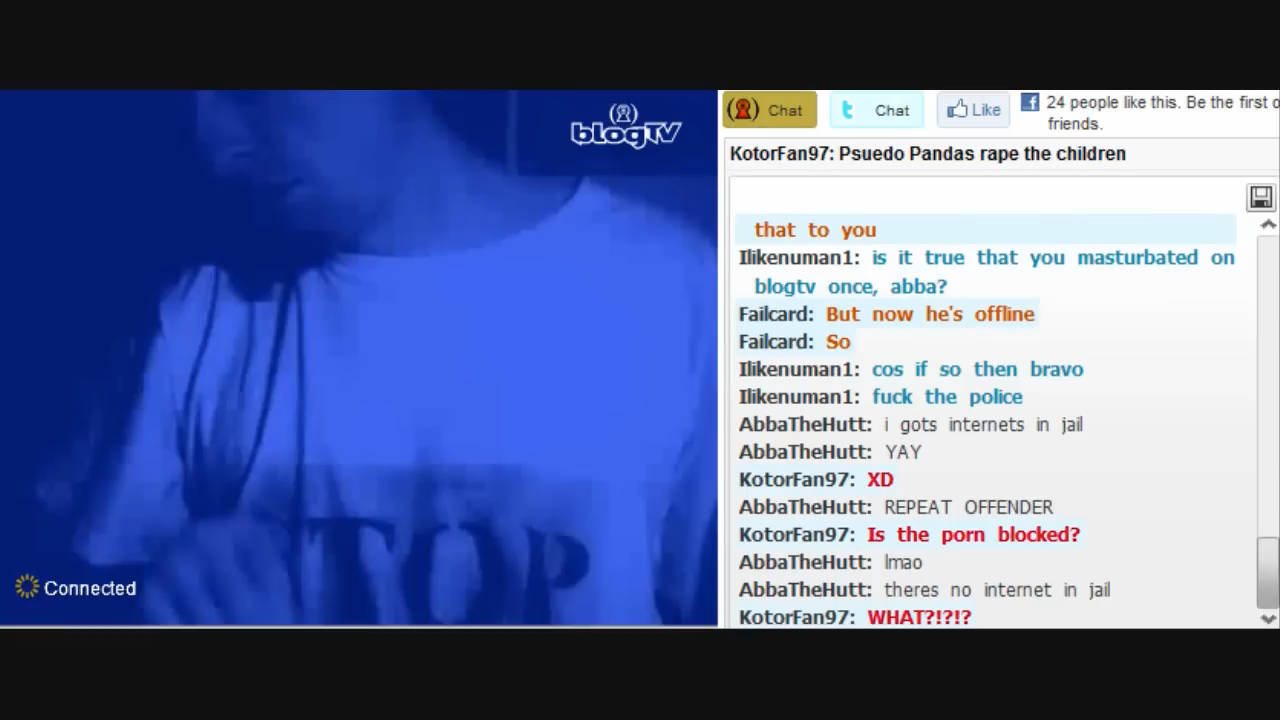 blogTV
Connected
TOP
Chat
Chat
Like
24 people like this. Be the first o
friends.
KotorFan97: Psuedo Pandas rape the children
that to you
Ilikenuman1: is it true that you masturbated on
blogtv once, abba?
Failcard: But now he's offline
Failcard: So
Ilikenuman1: cos if so then bravo
Ilikenuman1: fuck the police
AbbaTheHutt: i gots internets in jail
AbbaTheHutt: YAY
KotorFan97: XD
AbbaTheHutt: REPEAT OFFENDER
KotorFan97: Is the porn blocked?
AbbaTheHutt: lmao
AbbaTheHutt: theres no internet in jail
KotorFan97: WHAT?!?!?